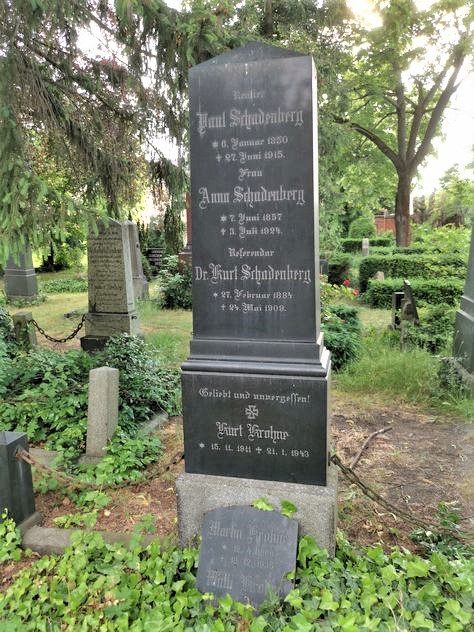 Rentier
Paul Schadenberg
* 6. Januar 1850
✝ 27. Juni 1915.
Frau
Anna Schadenberg
* 7. Juni 1857
✝ 3. Juli 1924.
Referendar
Dr. Kurt Schadenberg
* 27. Februar 1884
✝ 24. Mai 1909.
Geliebt und unvergessen!
Kurt Krohne
* 15. 11. 1911 ✝ 21. 1. 1943
Krohne
Willi